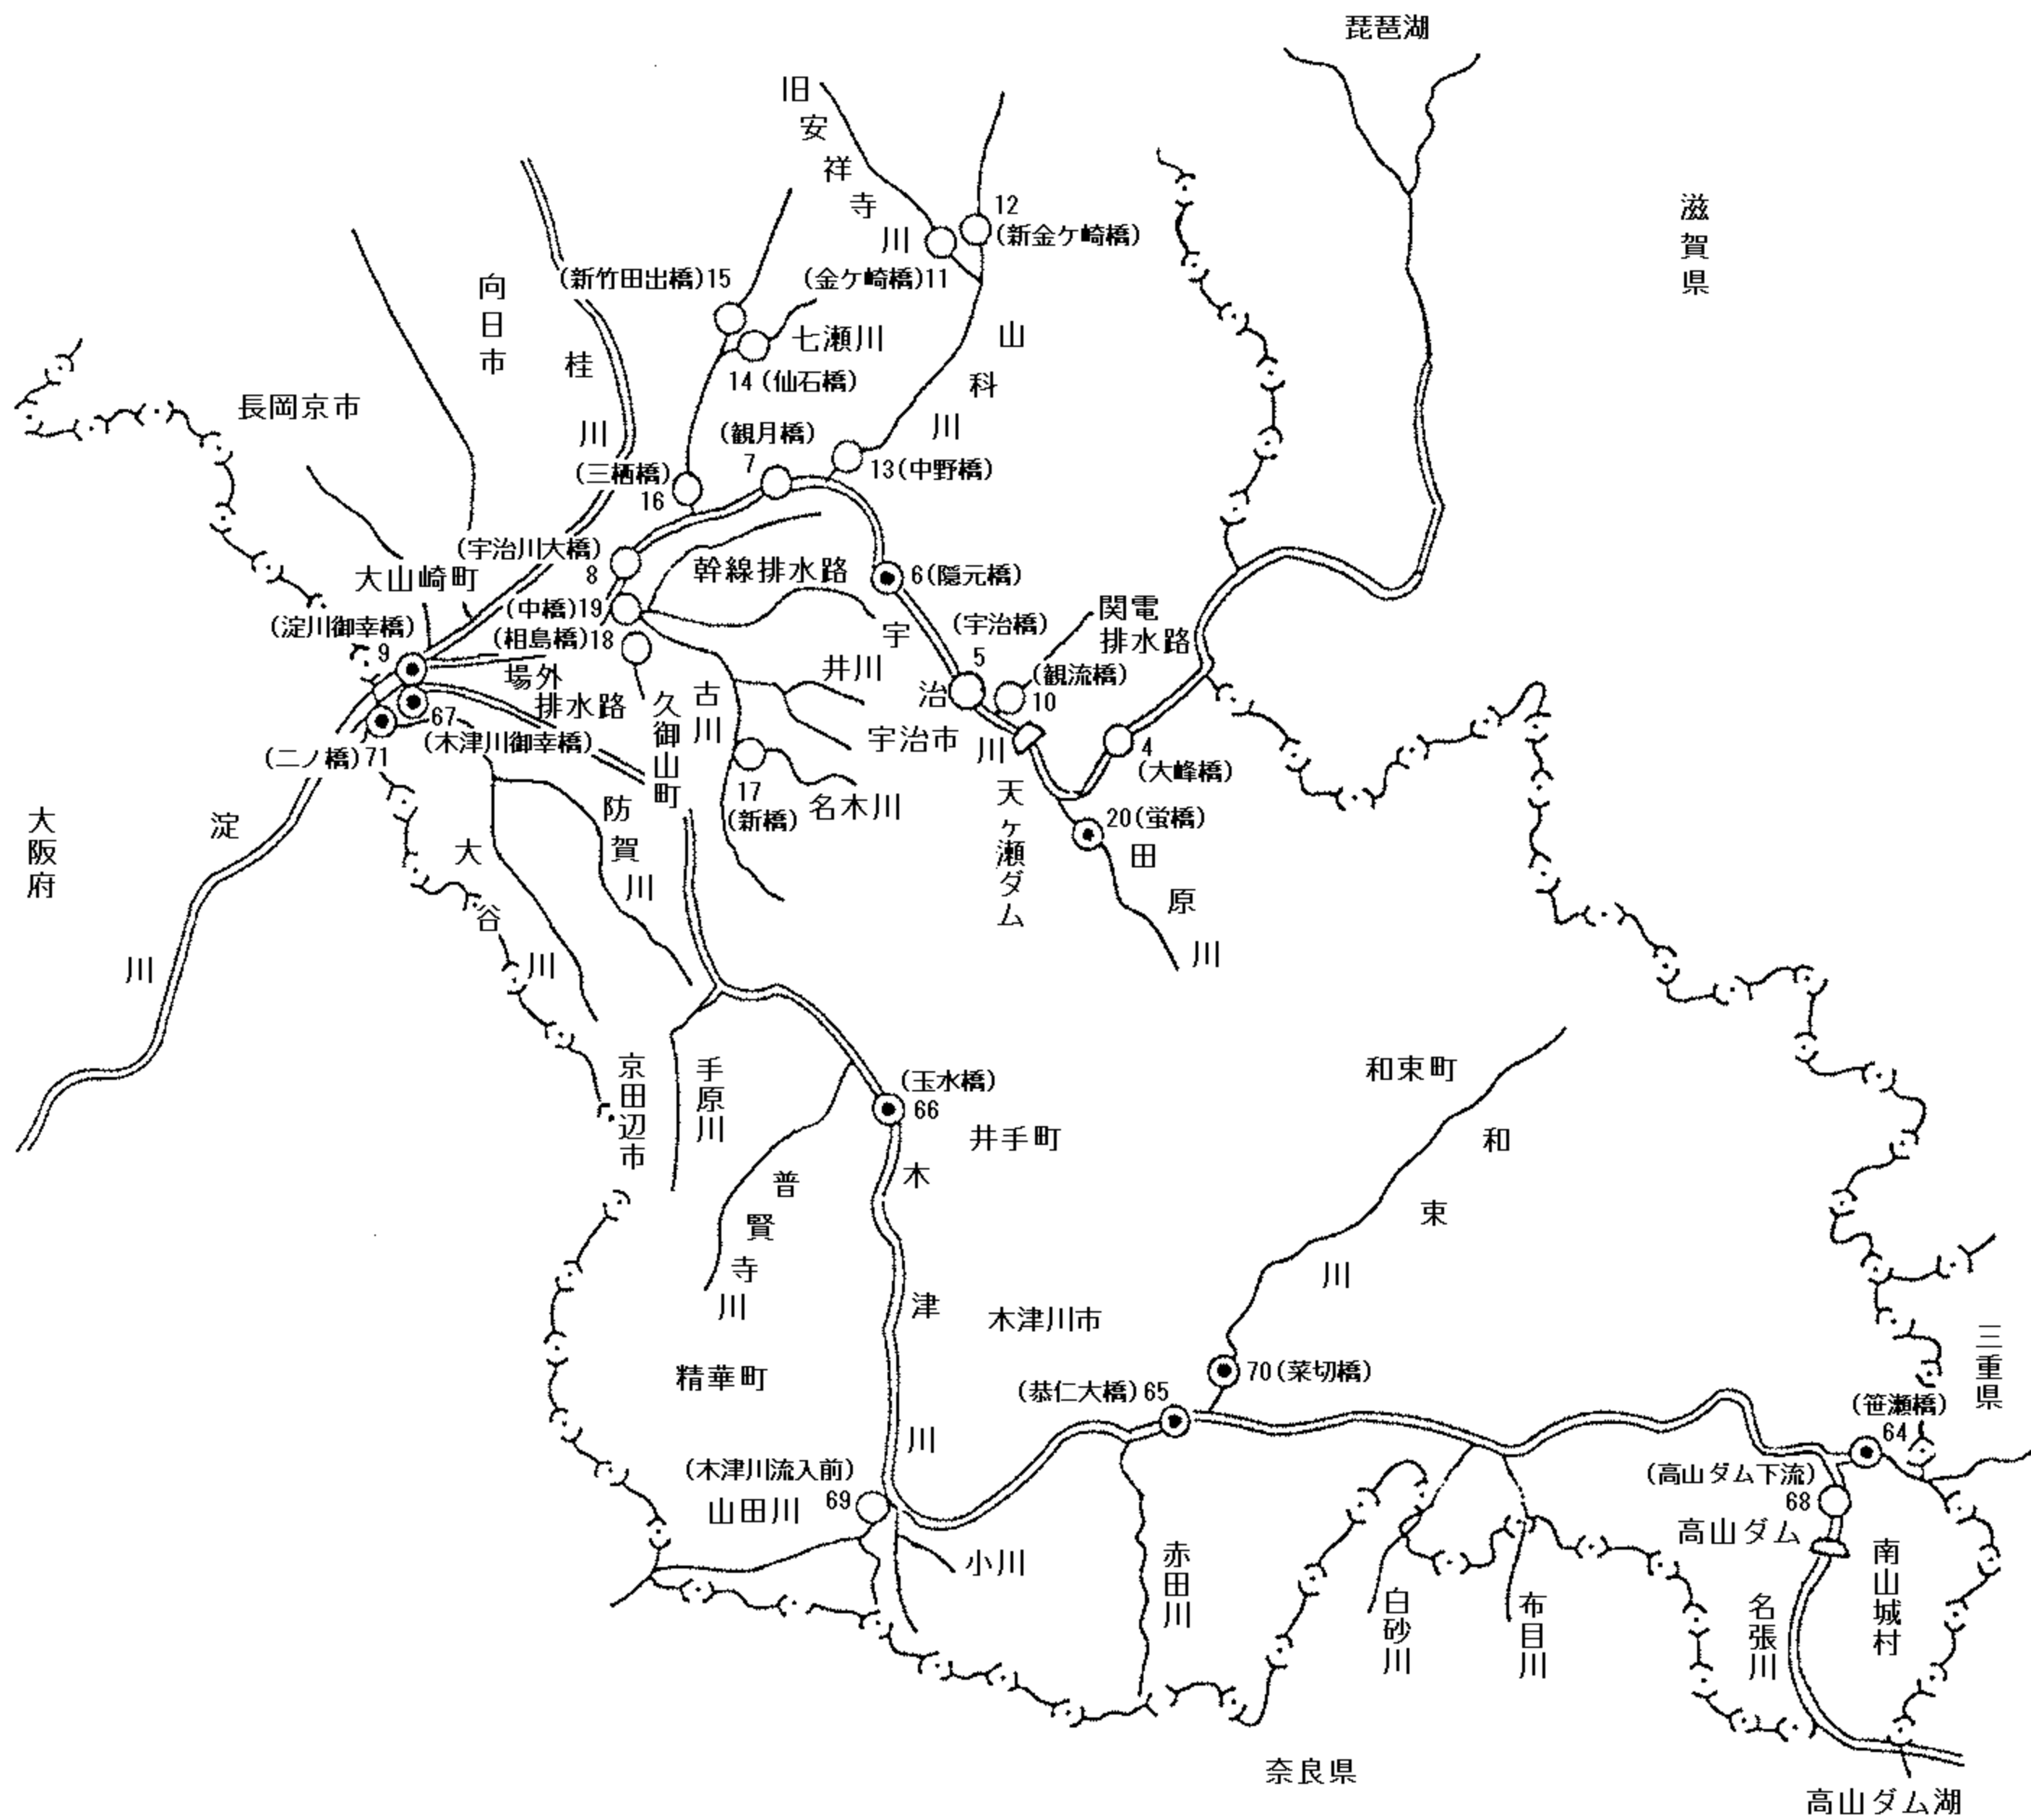 琵琶湖
旧安祥寺川
12
(新金ケ崎橋)
滋賀県
(新竹田出橋)15
(金ケ崎橋)11
向日市
桂川
七瀬川
14(仙石橋)
山科川
長岡京市
(観月橋)
7
13(中野橋)
(三栖橋)
16
(宇治川大橋)
8
幹線排水路
6(隠元橋)
大山崎町
(中橋)19
(宇治橋)
5
関電
排水路
(淀川御幸橋)
9
(相島橋)18
宇治川
(観流橋)
10
場外
排水路
井川
古川
久御山町
67
(木津川御幸橋)
宇治市
(二ノ橋)71
4
(大峰橋)
17
(新橋)
名木川
天ヶ瀬ダム
20(蛍橋)
田原川
大阪府
淀川
防賀川
大谷川
京田辺市
手原川
(玉水橋)
66
井手町
和束町
和束川
普賢寺川
木津川
木津川市
精華町
三重県
(恭仁大橋)65
70(菜切橋)
(笹瀬橋)
64
(木津川流入前)
69
山田川
(高山ダム下流)
68
高山ダム
小川
赤田川
白砂川
布目川
名張川
南山城村
奈良県
高山ダム湖